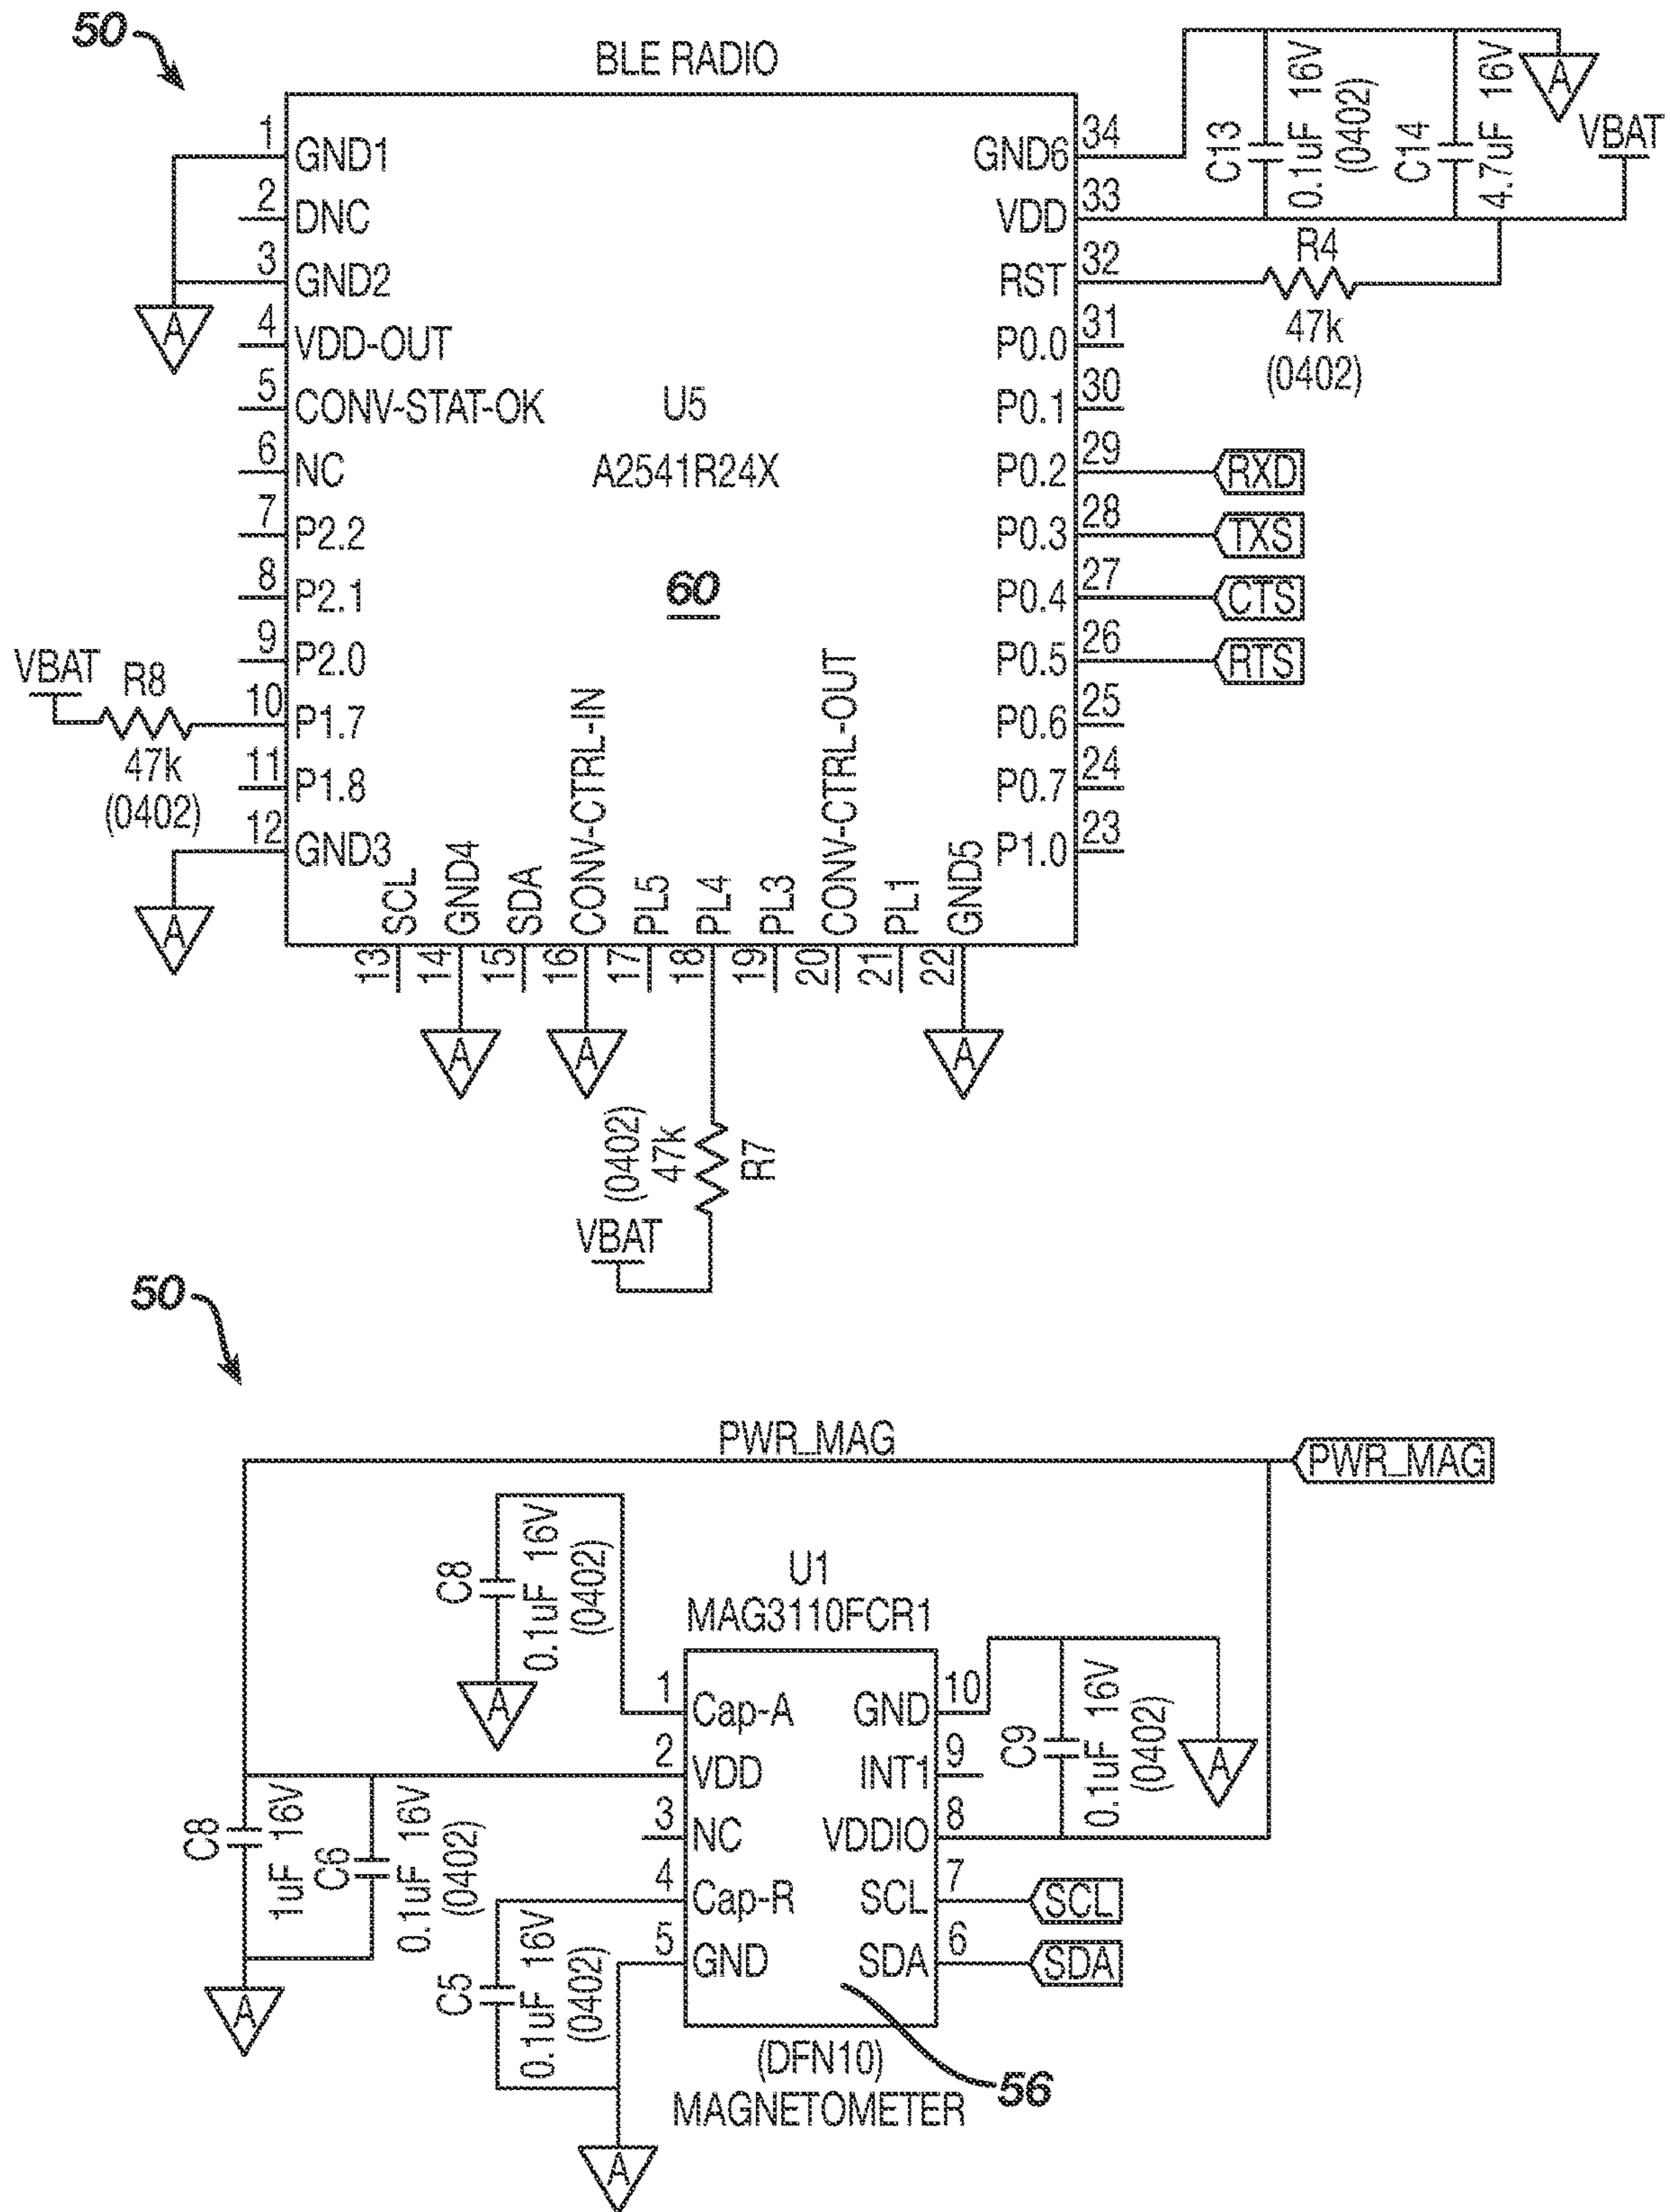 50
BLE RADIO
1 GND1
2 DNC
3 GND2
A
4 VDD-OUT
5 CONV-STAT-OK
6 NC
7 P2.2
8 P2.1
9 P2.0
VBAT
R8
47k
(0402)
10 P1.7
11 P1.8
12 GND3
A
U5
A2541R24X
60
GND6 34
VDD 33
RST 32
P0.0 31
P0.1 30
P0.2 29 RXD
P0.3 28 TXS
P0.4 27 CTS
P0.5 26 RTS
P0.6 25
P0.7 24
P1.0 23
C13
0.1uF 16V
(0402)
C14
4.7uF 16V
A
VBAT
R4
47k
(0402)
SCL 13
GND4 14
SDA 15
CONV-CTRL-IN 16
PL5 17
PL4 18
PL3 19
CONV-CTRL-OUT 20
PL1 21
GND5 22
A
A
A
(0402)
47k
R7
VBAT
50
PWR_MAG
PWR_MAG
C8
0.1uF 16V
(0402)
A
U1
MAG3110FCR1
1 Cap-A
2 VDD
3 NC
4 Cap-R
5 GND
GND 10
INT1 9
VDDIO 8
SCL 7 SCL
SDA 6 SDA
C9
0.1uF 16V
(0402)
A
C8
1uF 16V
C6
0.1uF 16V
(0402)
A
C5
0.1uF 16V
(0402)
A
(DFN10)
MAGNETOMETER
56